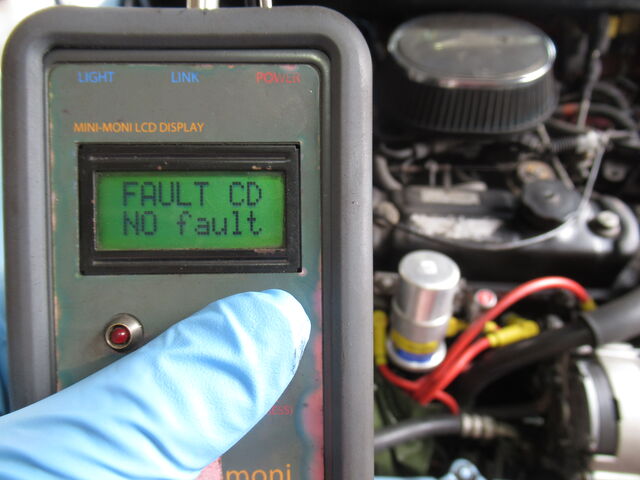 LIGHT LINK POWER
MINI-MONI LCD DISPLAY
FAULT CD
NO fault
moni